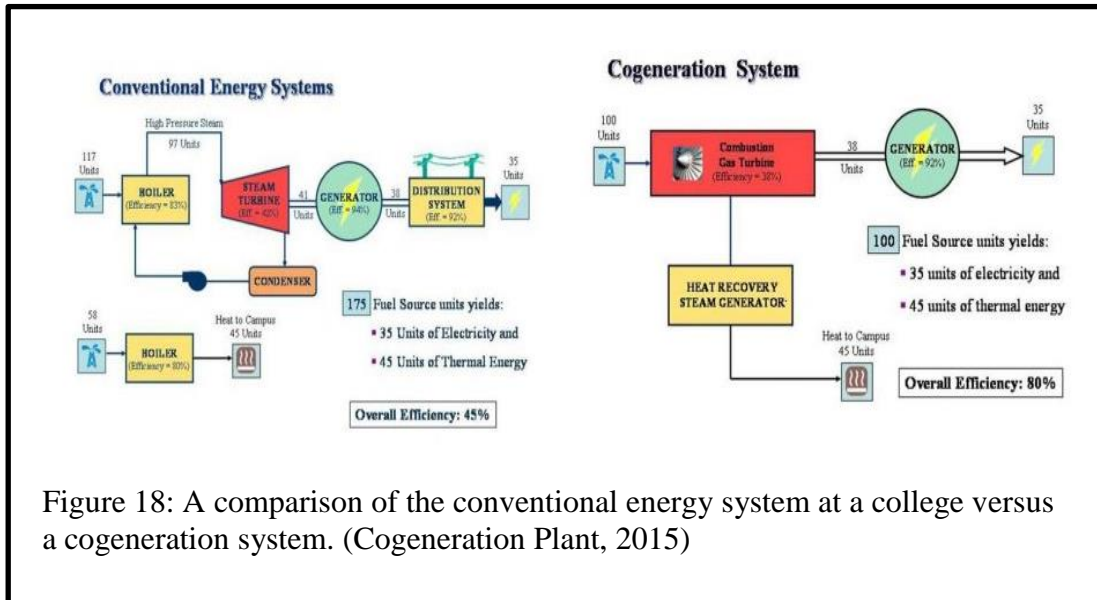 Conventional Energy Systems
High Pressure Steam
97 Units
117
Units
BOILER
(Efficiency = 83%)
STEAM
TURBINE
(Eff. = 42%)
41
Units
GENERATOR
(Eff. = 94%)
38
Units
DISTRIBUTION
SYSTEM
(Eff. = 92%)
35
Units
CONDENSER
58
Units
BOILER
(Efficiency = 80%)
Heat to Campus
45 Units
175 Fuel Source units yields:
▪ 35 Units of Electricity and
▪ 45 Units of Thermal Energy
Overall Efficiency: 45%
Cogeneration System
100
Units
Combustion
Gas Turbine
(Efficiency = 38%)
38
Units
GENERATOR
(Eff. = 92%)
35
Units
HEAT RECOVERY
STEAM GENERATOR
Heat to Campus
45 Units
100 Fuel Source units yields:
▪ 35 units of electricity and
▪ 45 units of thermal energy
Overall Efficiency: 80%
Figure 18: A comparison of the conventional energy system at a college versus
a cogeneration system. (Cogeneration Plant, 2015)